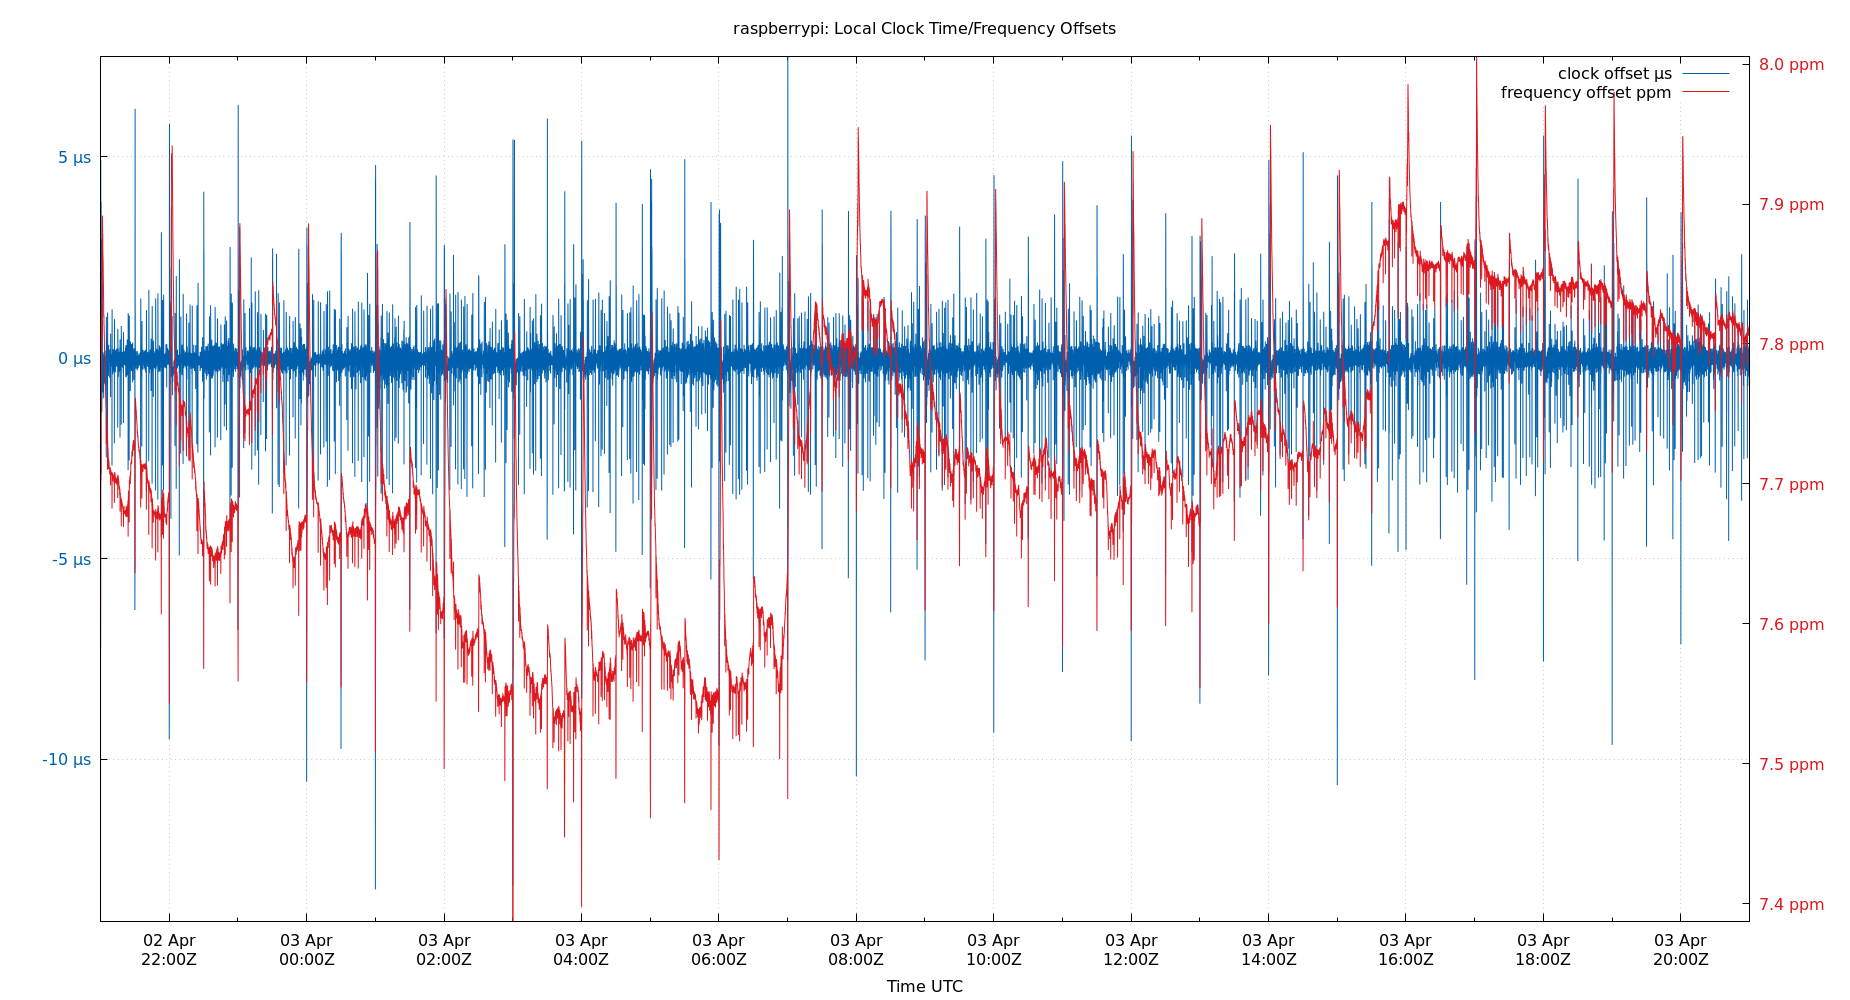 raspberrypi: Local Clock Time/Frequency Offsets
clock offset µs
frequency offset ppm
5 µs
0 µs
-5 µs
-10 µs
8.0 ppm
7.9 ppm
7.8 ppm
7.7 ppm
7.6 ppm
7.5 ppm
7.4 ppm
02 Apr
22:00Z
03 Apr
00:00Z
03 Apr
02:00Z
03 Apr
04:00Z
03 Apr
06:00Z
03 Apr
08:00Z
03 Apr
10:00Z
03 Apr
12:00Z
03 Apr
14:00Z
03 Apr
16:00Z
03 Apr
18:00Z
03 Apr
20:00Z
Time UTC